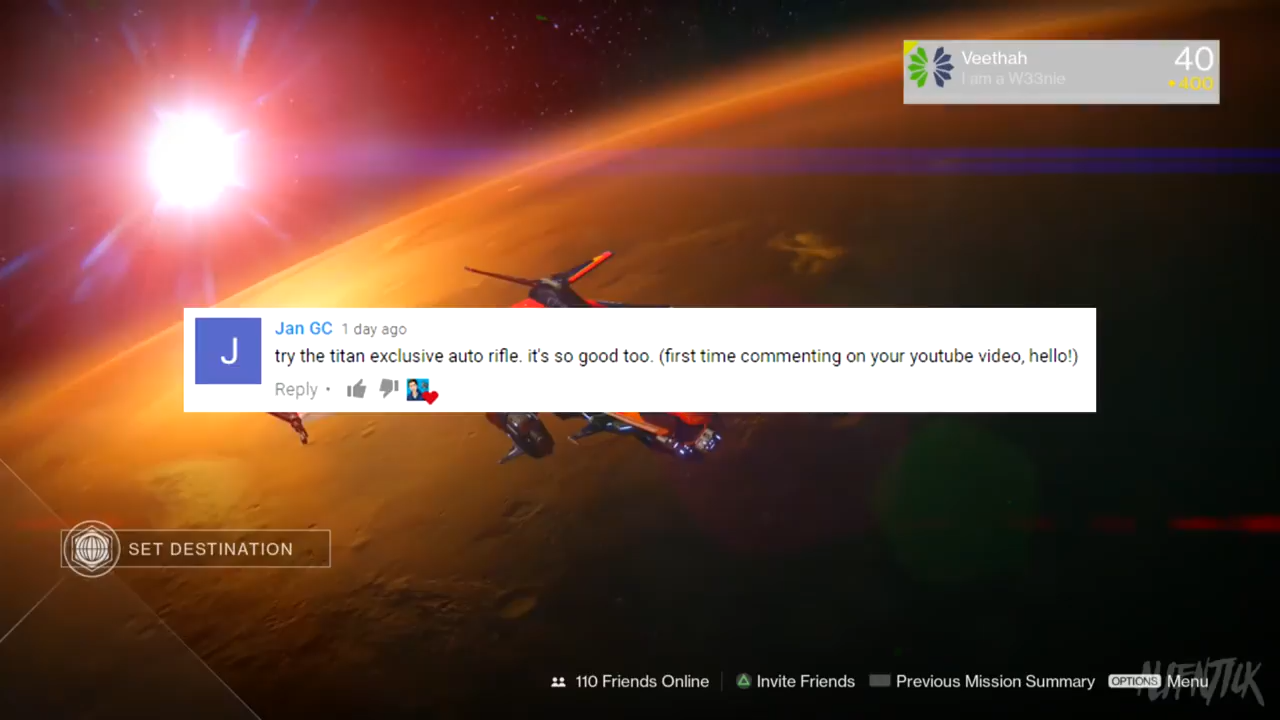 Veethah
40
I am a W33nie
400
J
Jan GC 1 day ago
try the titan exclusive auto rifle. it's so good too. (first time commenting on your youtube video, hello!)
Reply •
SET DESTINATION
110 Friends Online
Invite Friends
Previous Mission Summary
OPTIONS Menu
ALIENTICK